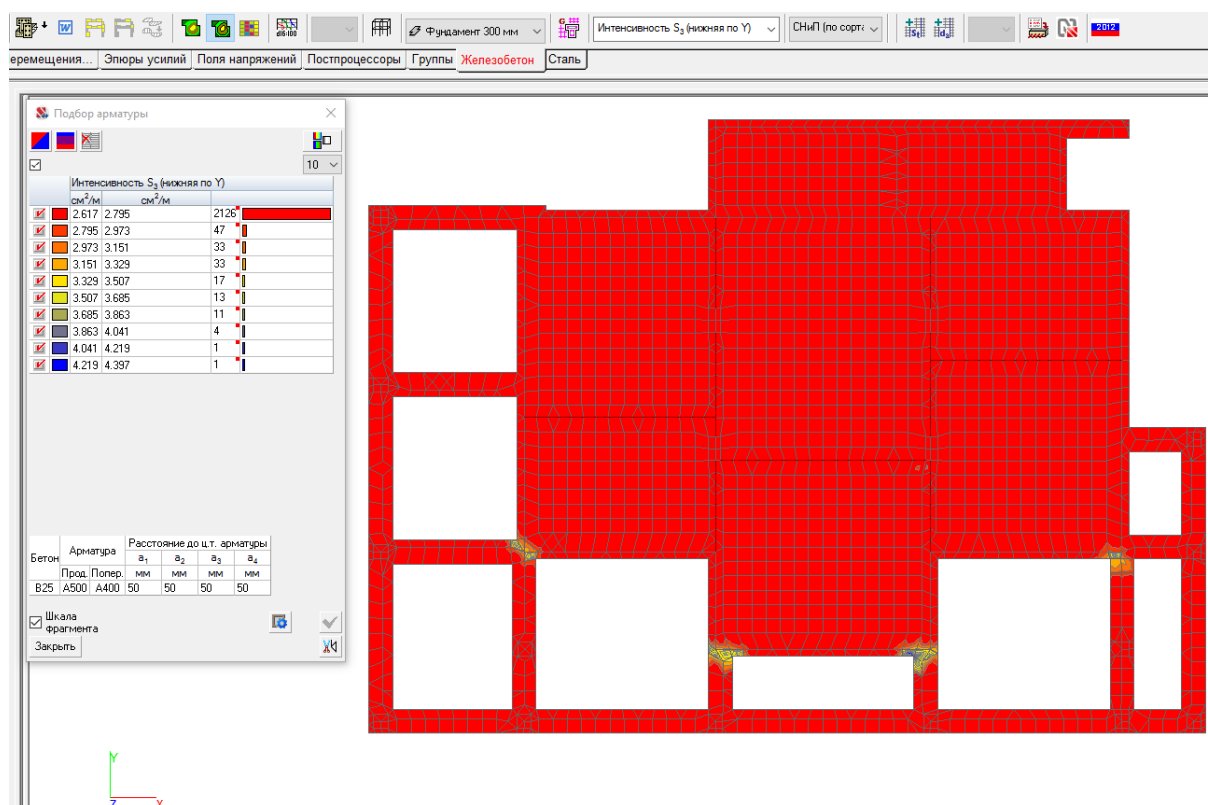 d16-100 Фундамент 300 мм Интенсивность S₃ (нижняя по Y) СНиП (по сорта 2012
еремещения... Эпюры усилий Поля напряжений Постпроцессоры Группы Железобетон Сталь
Подбор арматуры
10
Интенсивность S₃ (нижняя по Y)
см²/м см²/м
2.617 2.795 2126
2.795 2.973 47
2.973 3.151 33
3.151 3.329 33
3.329 3.507 17
3.507 3.685 13
3.685 3.863 11
3.863 4.041 4
4.041 4.219 1
4.219 4.397 1
Бетон Арматура Расстояние до ц.т. арматуры
a₁ a₂ a₃ a₄
Прод. Попер. мм мм мм мм
B25 A500 A400 50 50 50 50
Шкала
фрагмента
Закрыть
Y
Z X